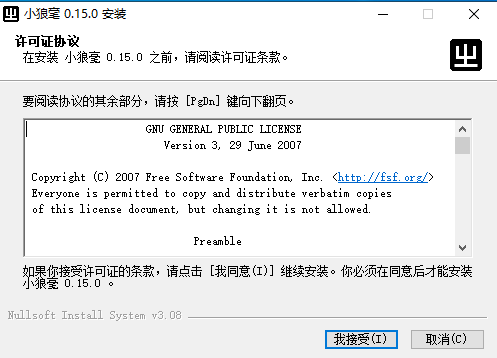 小狼毫 0.15.0 安装
许可证协议
在安装 小狼毫 0.15.0 之前，请阅读许可证条款。
要阅读协议的其余部分，请按 [PgDn] 键向下翻页。
GNU GENERAL PUBLIC LICENSE
Version 3, 29 June 2007
Copyright (C) 2007 Free Software Foundation, Inc. <http://fsf.org/>
Everyone is permitted to copy and distribute verbatim copies
of this license document, but changing it is not allowed.
Preamble
如果你接受许可证的条款，请点击 [我同意(I)] 继续安装。你必须在同意后才能安装
小狼毫 0.15.0 。
Nullsoft Install System v3.08
我接受(I)
取消(C)